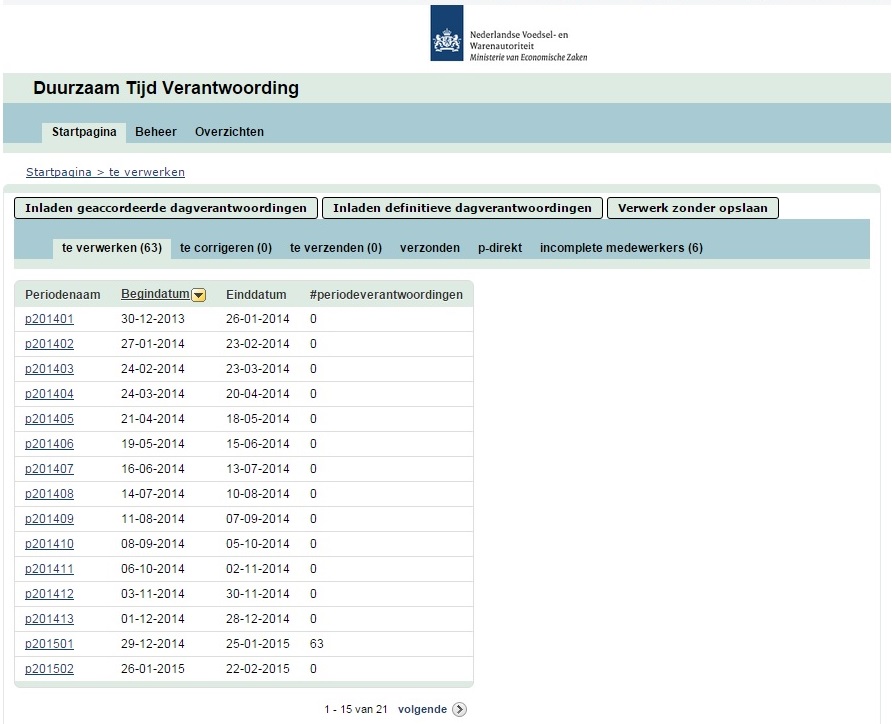 Nederlandse Voedsel- en
Warenautoriteit
Ministerie van Economische Zaken
Duurzaam Tijd Verantwoording
Startpagina Beheer Overzichten
Startpagina > te verwerken
Inladen geaccordeerde dagverantwoordingen Inladen definitieve dagverantwoordingen Verwerk zonder opslaan
te verwerken (63) te corrigeren (0) te verzenden (0) verzonden p-direkt incomplete medewerkers (6)
Periodenaam Begindatum Einddatum #periodeverantwoordingen
p201401 30-12-2013 26-01-2014 0
p201402 27-01-2014 23-02-2014 0
p201403 24-02-2014 23-03-2014 0
p201404 24-03-2014 20-04-2014 0
p201405 21-04-2014 18-05-2014 0
p201406 19-05-2014 15-06-2014 0
p201407 16-06-2014 13-07-2014 0
p201408 14-07-2014 10-08-2014 0
p201409 11-08-2014 07-09-2014 0
p201410 08-09-2014 05-10-2014 0
p201411 06-10-2014 02-11-2014 0
p201412 03-11-2014 30-11-2014 0
p201413 01-12-2014 28-12-2014 0
p201501 29-12-2014 25-01-2015 63
p201502 26-01-2015 22-02-2015 0
1 - 15 van 21 volgende